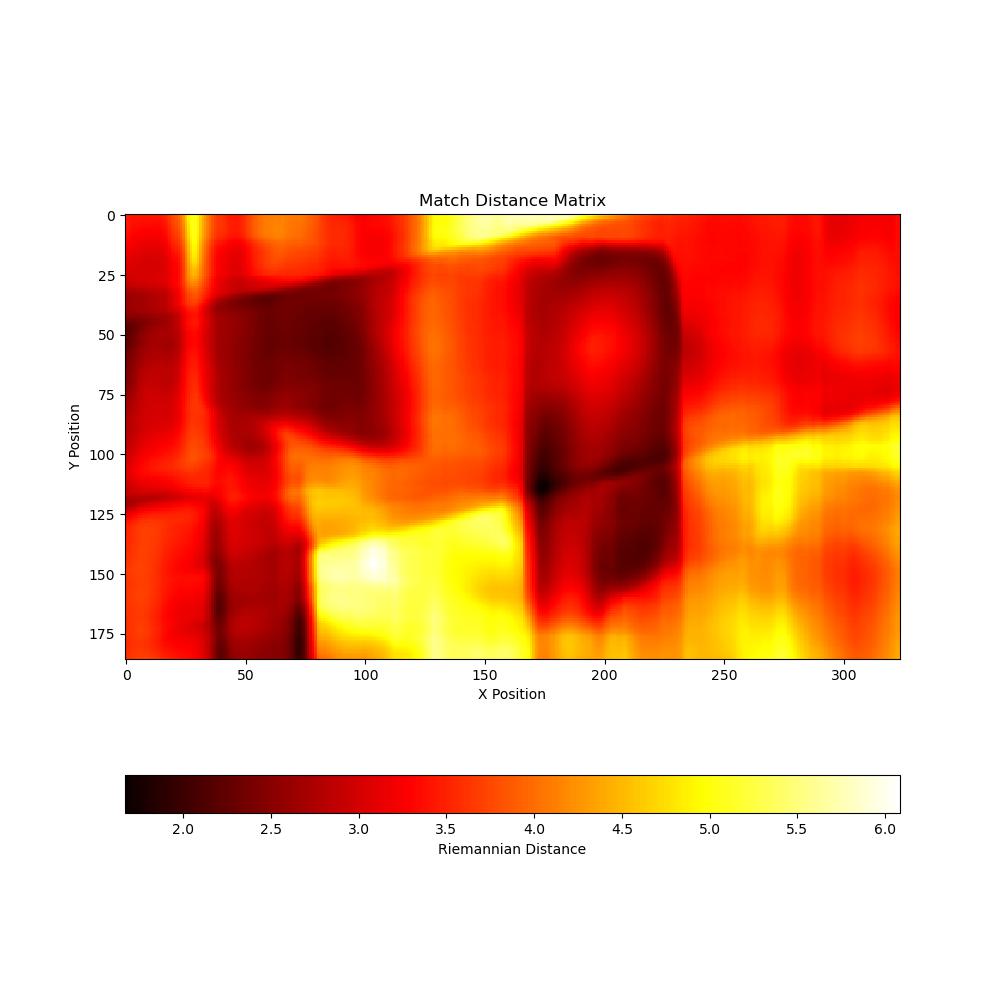 Match Distance Matrix
0
25
50
75
100
125
150
175
Y Position
0 50 100 150 200 250 300
X Position
2.0 2.5 3.0 3.5 4.0 4.5 5.0 5.5 6.0
Riemannian Distance